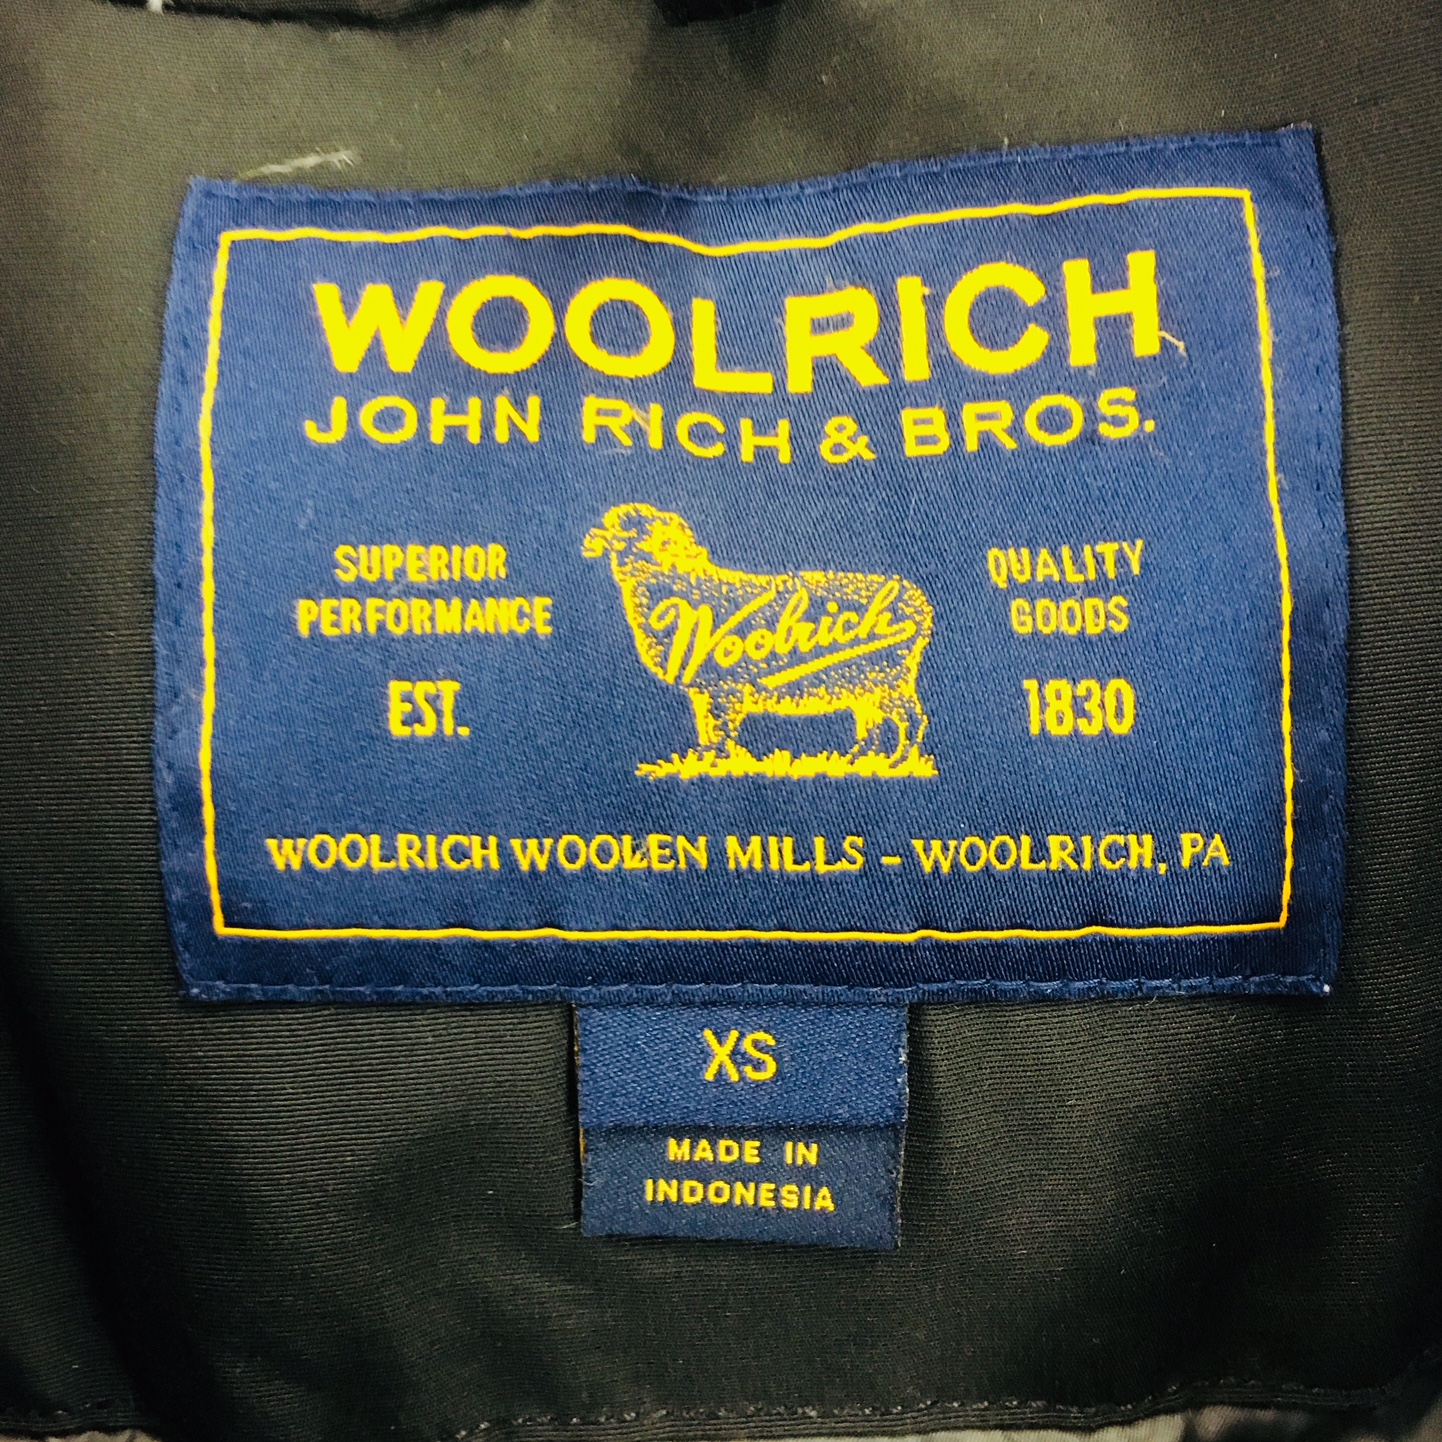 WOOLRICH
JOHN RICH & BROS.
SUPERIOR
PERFORMANCE
EST.
Woolrich
QUALITY
GOODS
1830
WOOLRICH WOOLEN MILLS - WOOLRICH, PA
XS
MADE IN
INDONESIA